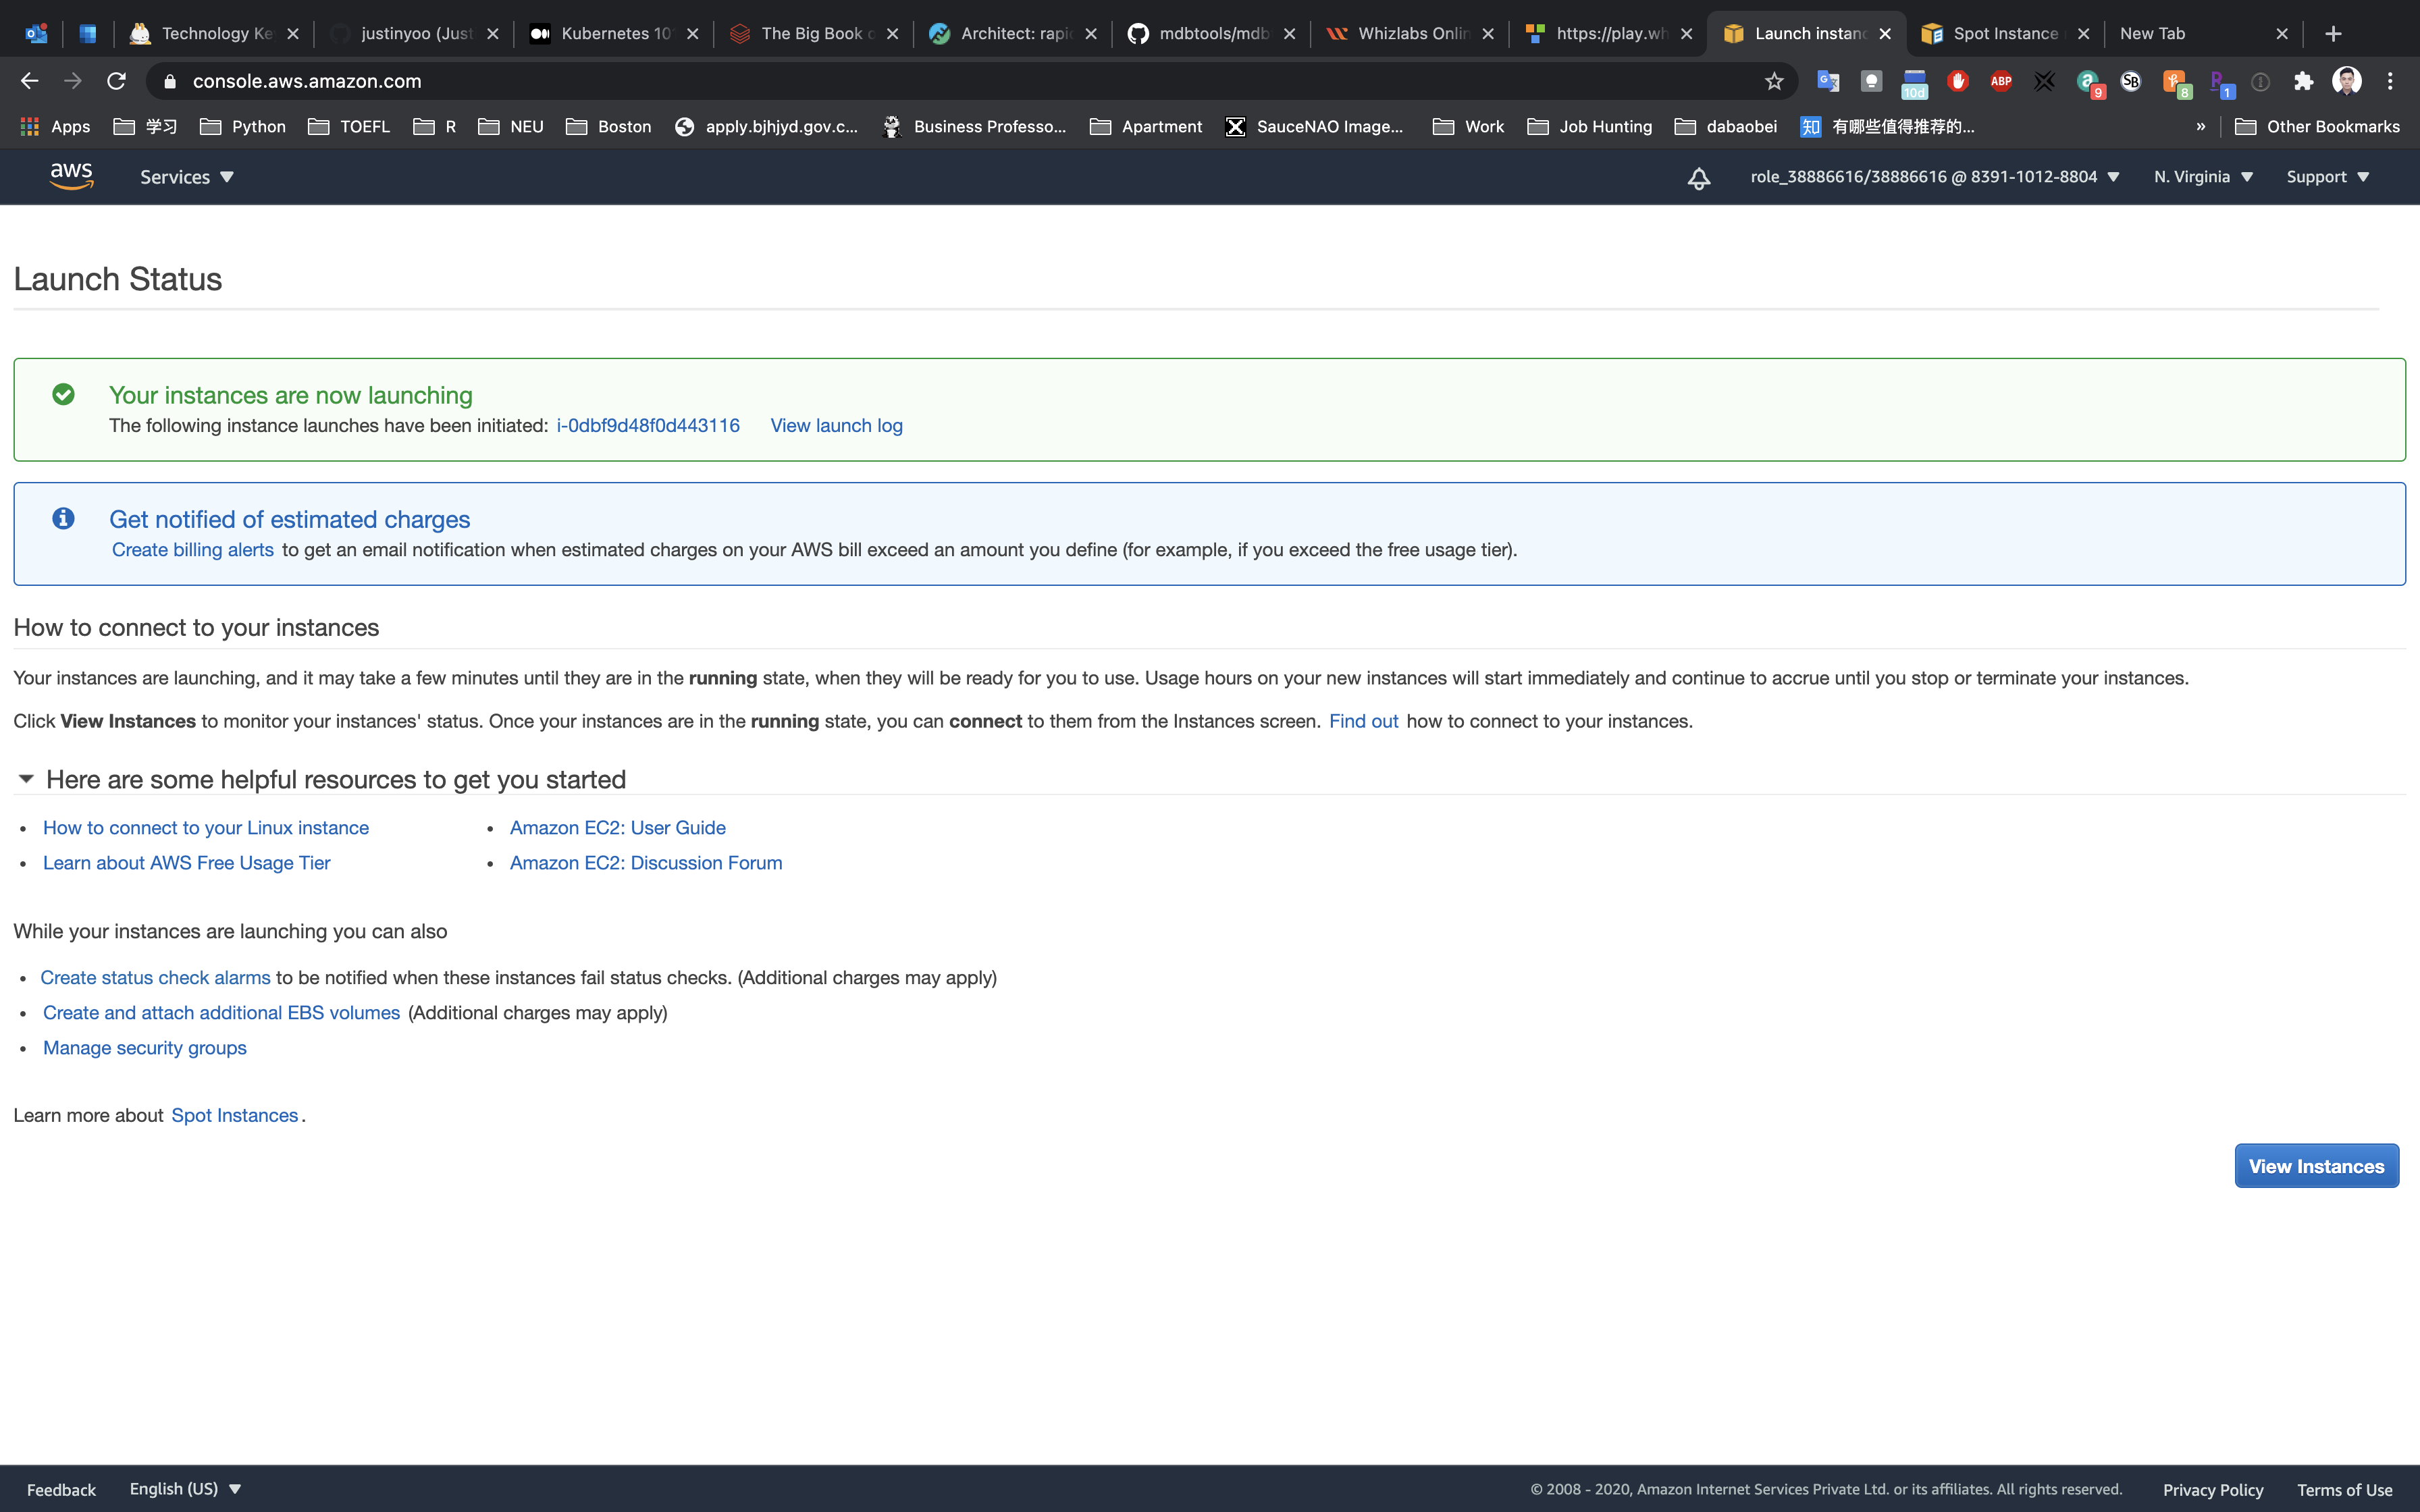 Technology Ke
justinyoo (Just
Kubernetes 10
The Big Book o
Architect: rapi
mdbtools/mdb
Whizlabs Onlin
https://play.wh
Launch instanc
Spot Instance
New Tab
console.aws.amazon.com
10d
ABP
9
SB
8
1
Apps
学习
Python
TOEFL
R
NEU
Boston
apply.bjhjyd.gov.c...
Business Professo...
Apartment
SauceNAO Image...
Work
Job Hunting
dabaobei
知 有哪些值得推荐的...
»
Other Bookmarks
aws
Services
role_38886616/38886616 @ 8391-1012-8804
N. Virginia
Support
Launch Status
Your instances are now launching
The following instance launches have been initiated: i-0dbf9d48f0d443116 View launch log
Get notified of estimated charges
Create billing alerts to get an email notification when estimated charges on your AWS bill exceed an amount you define (for example, if you exceed the free usage tier).
How to connect to your instances
Your instances are launching, and it may take a few minutes until they are in the running state, when they will be ready for you to use. Usage hours on your new instances will start immediately and continue to accrue until you stop or terminate your instances.
Click View Instances to monitor your instances' status. Once your instances are in the running state, you can connect to them from the Instances screen. Find out how to connect to your instances.
Here are some helpful resources to get you started
• How to connect to your Linux instance
• Learn about AWS Free Usage Tier
• Amazon EC2: User Guide
• Amazon EC2: Discussion Forum
While your instances are launching you can also
• Create status check alarms to be notified when these instances fail status checks. (Additional charges may apply)
• Create and attach additional EBS volumes (Additional charges may apply)
• Manage security groups
Learn more about Spot Instances.
View Instances
Feedback
English (US)
© 2008 - 2020, Amazon Internet Services Private Ltd. or its affiliates. All rights reserved.
Privacy Policy
Terms of Use